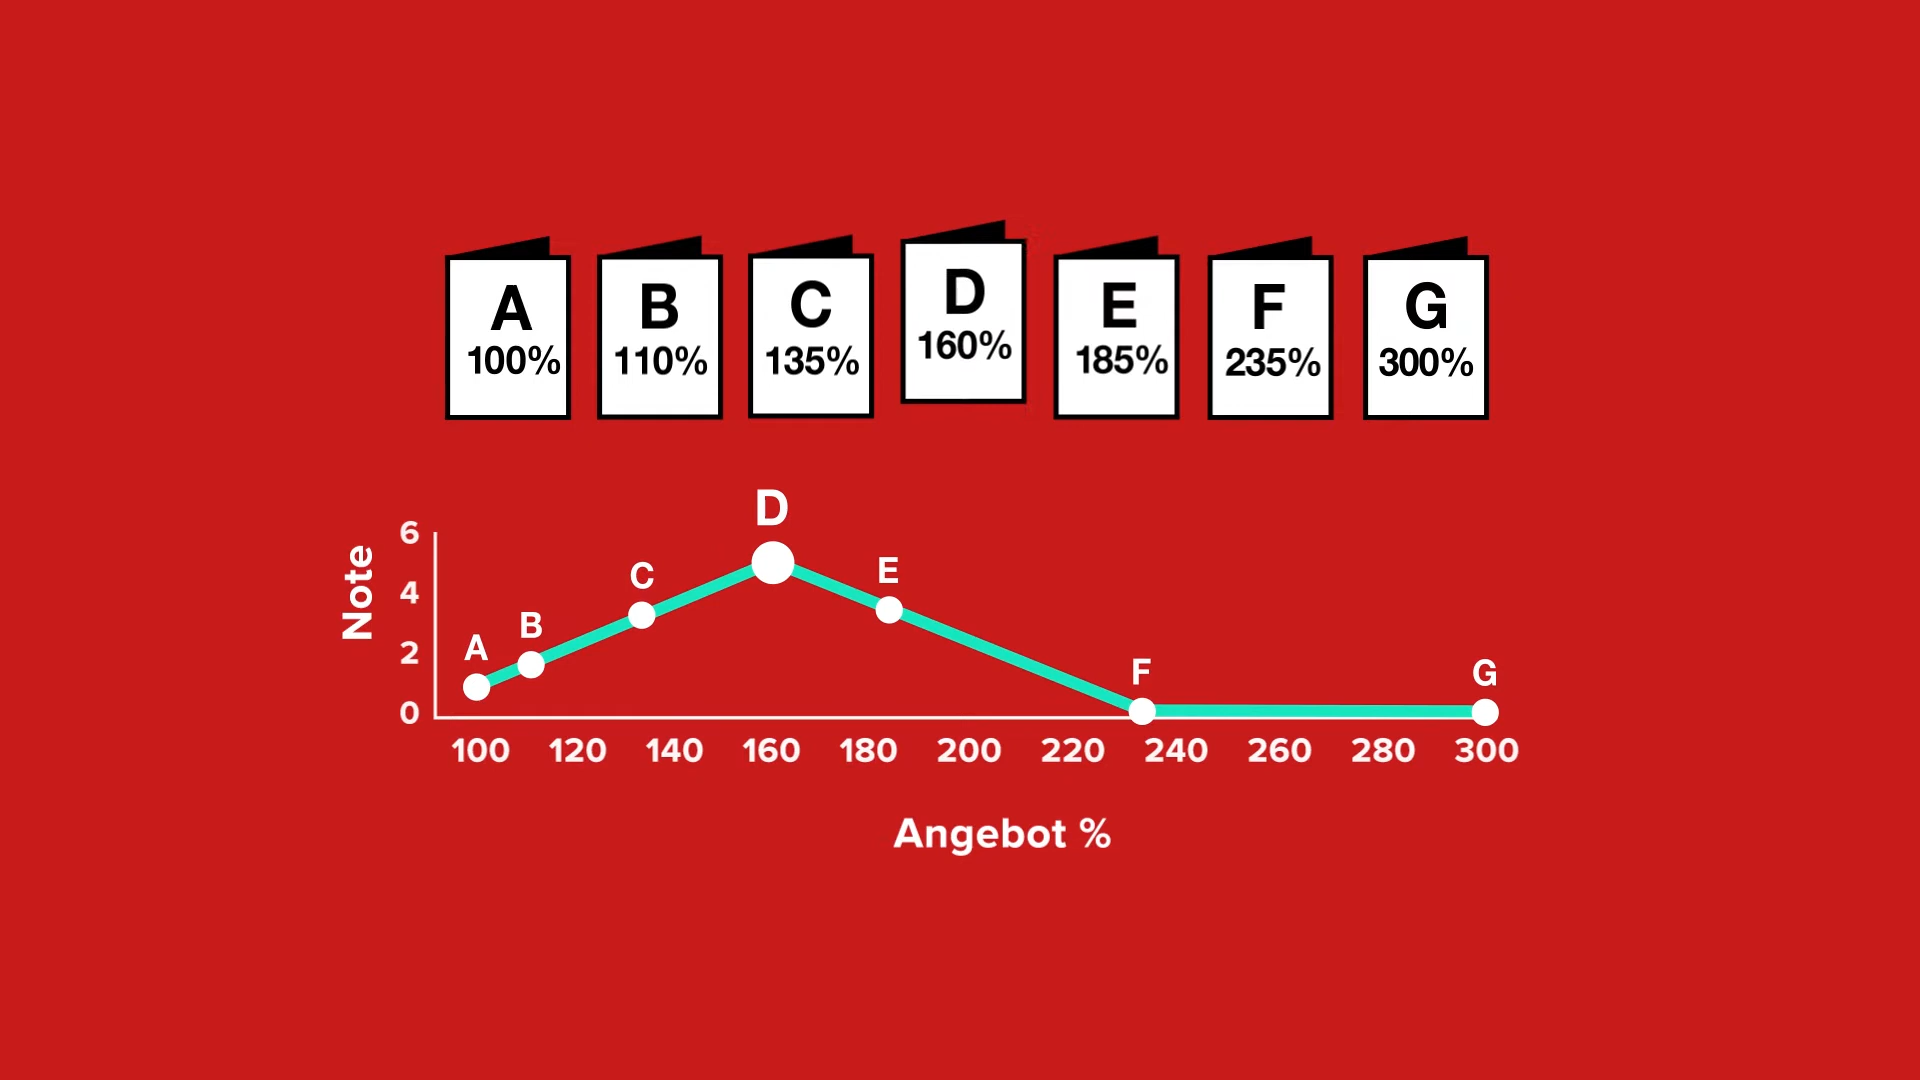 A
100%
B
110%
C
135%
D
160%
E
185%
F
235%
G
300%
Note
6
4
2
0
A
B
C
D
E
F
G
100 120 140 160 180 200 220 240 260 280 300
Angebot %